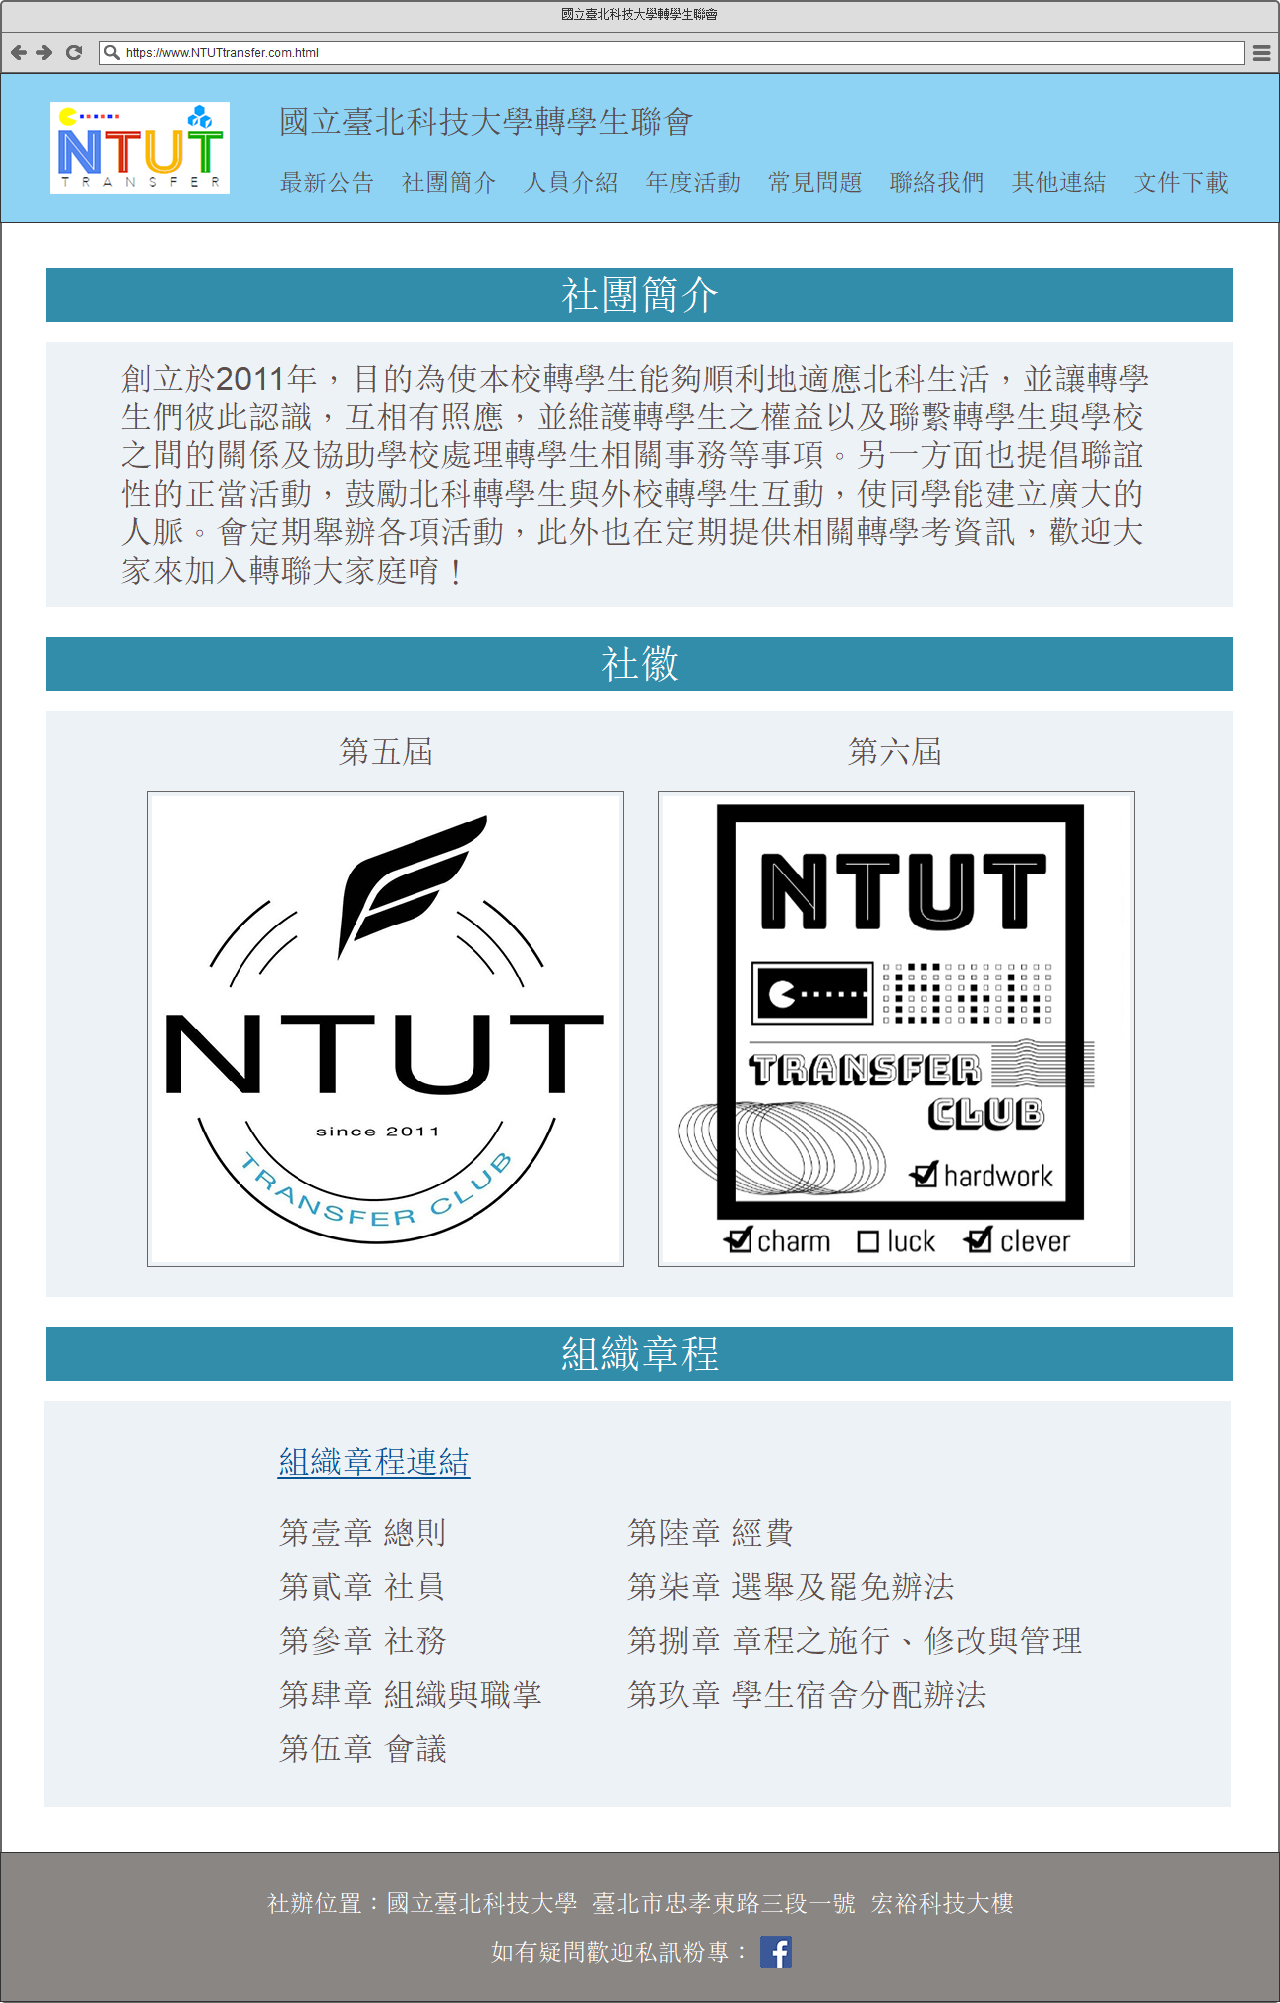 國立臺北科技大學轉學生聯會
https://www.NTUTtransfer.com.html
NTUT
TRANSFER
國立臺北科技大學轉學生聯會
最新公告 社團簡介 人員介紹 年度活動 常見問題 聯絡我們 其他連結 文件下載
社團簡介
創立於2011年，目的為使本校轉學生能夠順利地適應北科生活，並讓轉學
生們彼此認識，互相有照應，並維護轉學生之權益以及聯繫轉學生與學校
之間的關係及協助學校處理轉學生相關事務等事項。另一方面也提倡聯誼
性的正當活動，鼓勵北科轉學生與外校轉學生互動，使同學能建立廣大的
人脈。會定期舉辦各項活動，此外也在定期提供相關轉學考資訊，歡迎大
家來加入轉聯大家庭唷！
社徽
第五屆
NTUT
since 2011
TRANSFER CLUB
第六屆
NTUT
TRANSFER
CLUB
hardwork
charm luck clever
組織章程
組織章程連結
第壹章 總則
第貳章 社員
第參章 社務
第肆章 組織與職掌
第伍章 會議
第陸章 經費
第柒章 選舉及罷免辦法
第捌章 章程之施行、修改與管理
第玖章 學生宿舍分配辦法
社辦位置：國立臺北科技大學 臺北市忠孝東路三段一號 宏裕科技大樓
如有疑問歡迎私訊粉專：